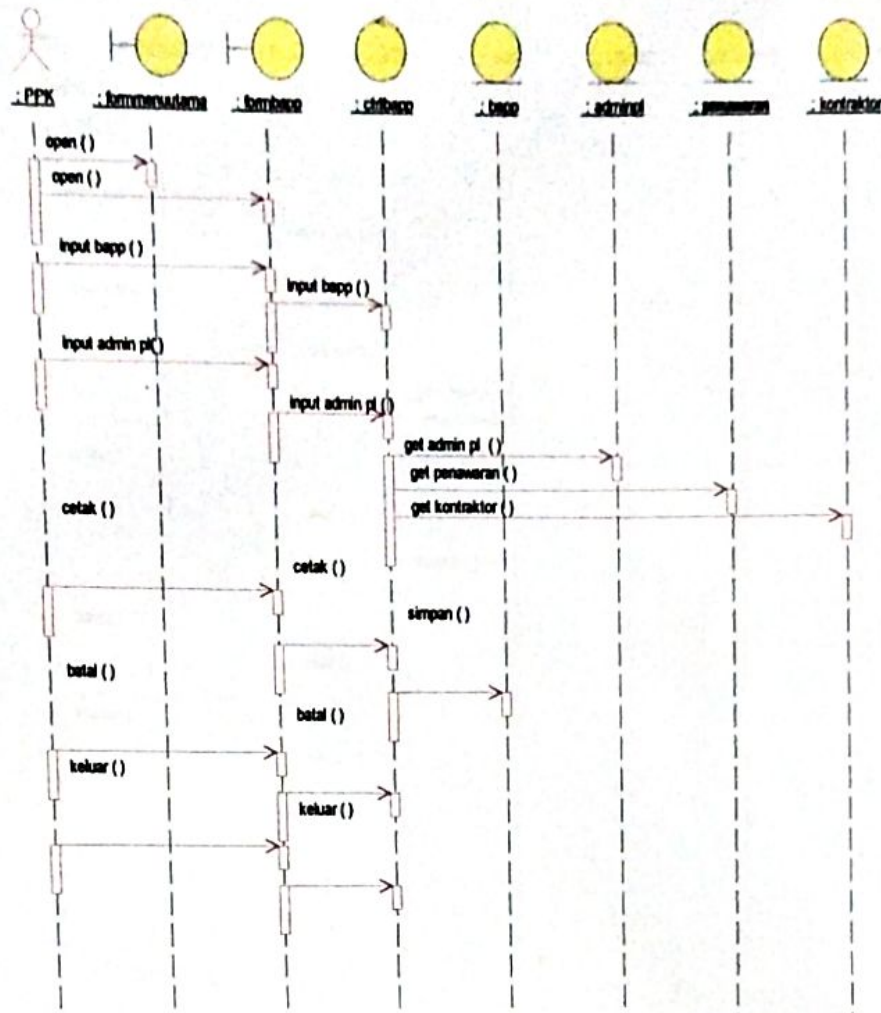 : PPK
: formmenuutama
: formbapp
: ctrlbapp
: bapp
: adminpl
: penawaran
: kontraktor
open ( )
open ( )
input bapp ( )
input bapp ( )
input admin pl()
input admin pl ( )
get admin pl ( )
get penawaran ( )
get kontraktor ( )
cetak ( )
cetak ( )
simpan ( )
batal ( )
batal ( )
keluar ( )
keluar ( )